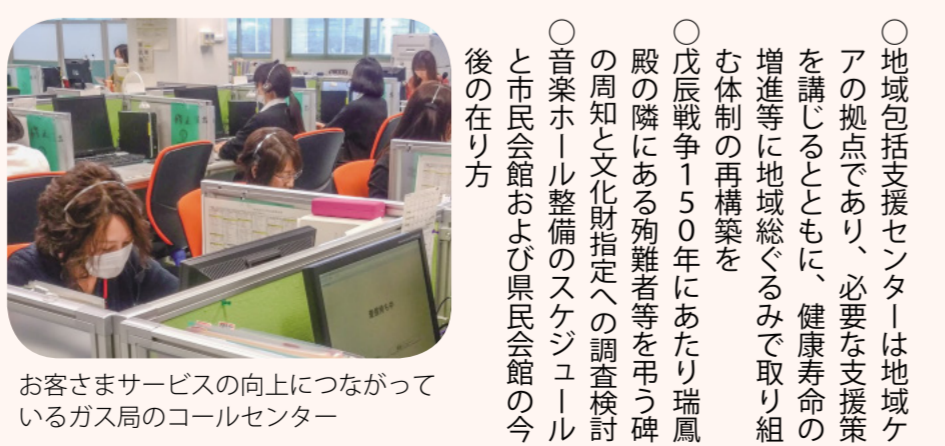 ○地域包括支援センターは地域ケ
アの拠点であり、必要な支援策
を講じるとともに、健康寿命の
増進等に地域総ぐるみで取り組
む体制の再構築を
○戊辰戦争150年にあたり瑞鳳
殿の隣にある殉難者等を弔う碑
の周知と文化財指定への調査検討
○音楽ホール整備のスケジュール
と市民会館および県民会館の今
後の在り方
お客さまサービスの向上につながって
いるガス局のコールセンター